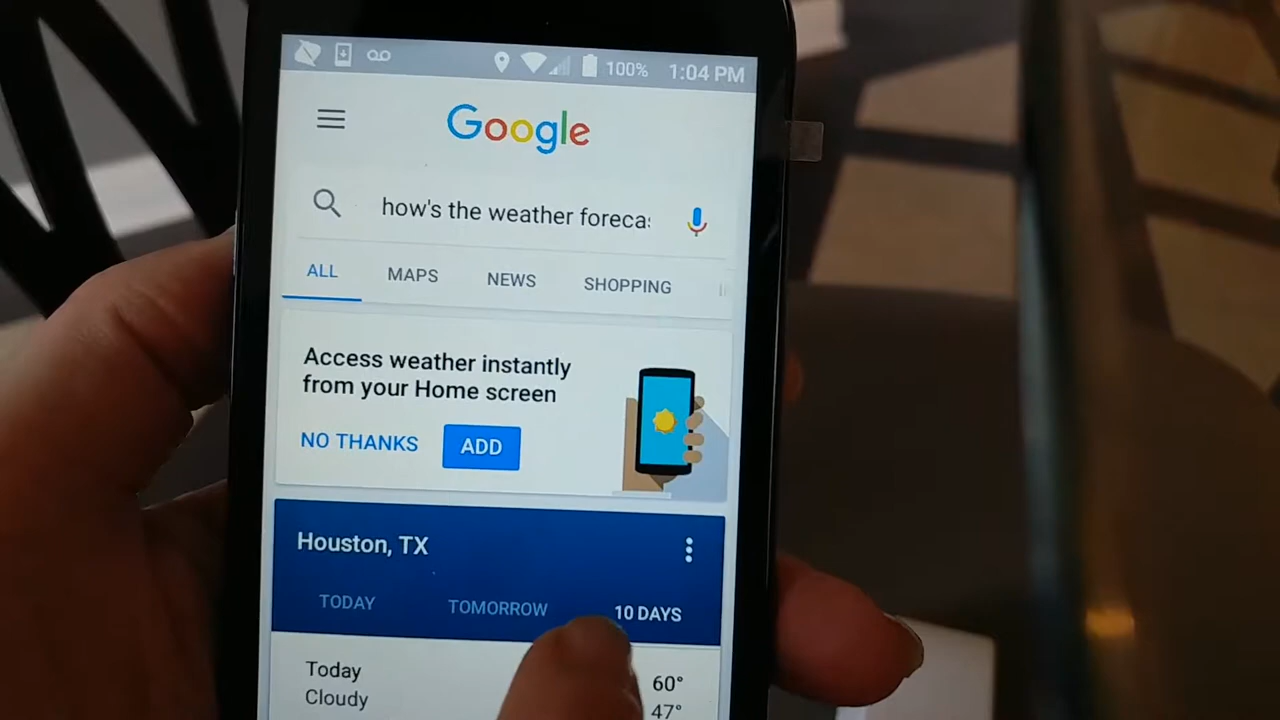 100% 1:04 PM
Google
how's the weather foreca
ALL MAPS NEWS SHOPPING
Access weather instantly
from your Home screen
NO THANKS ADD
Houston, TX
TODAY TOMORROW 10 DAYS
Today 60°
Cloudy 47°